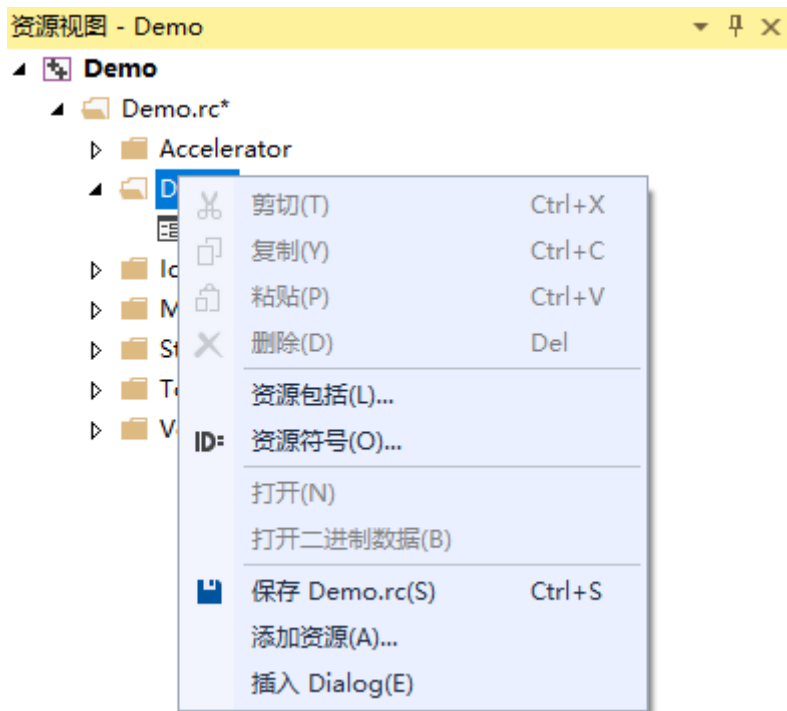 资源视图 - Demo
Demo
Demo.rc*
Accelerator
剪切(T) Ctrl+X
复制(Y) Ctrl+C
粘贴(P) Ctrl+V
删除(D) Del
资源包括(L)...
ID= 资源符号(O)...
打开(N)
打开二进制数据(B)
保存 Demo.rc(S) Ctrl+S
添加资源(A)...
插入 Dialog(E)